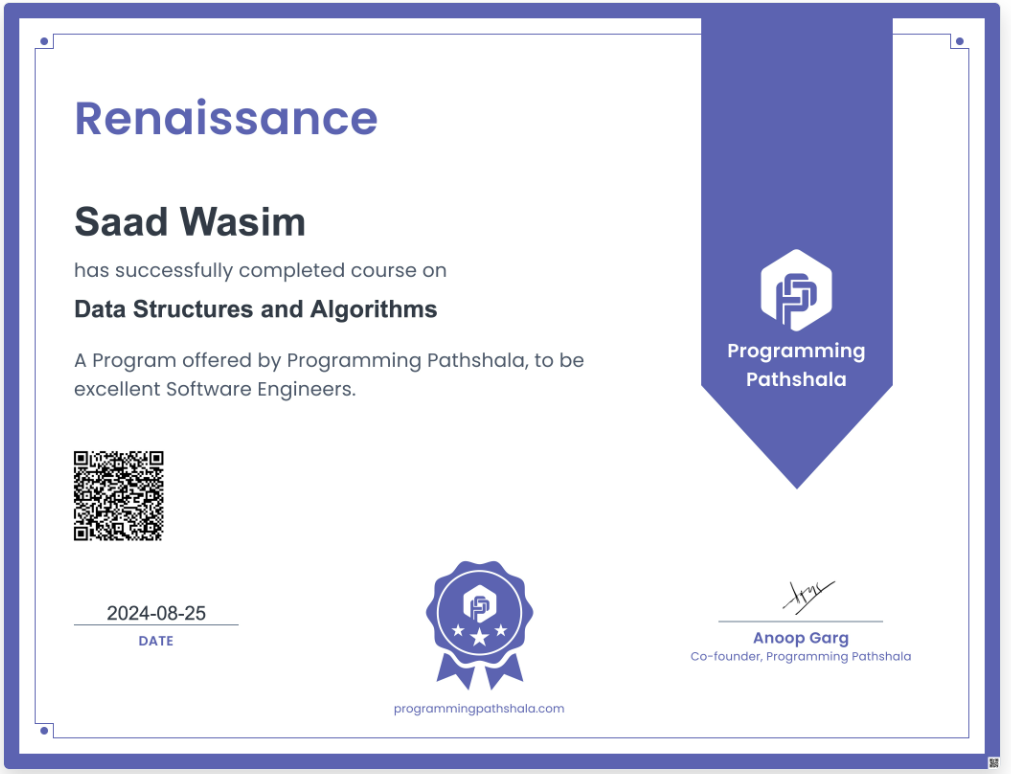 Renaissance
Saad Wasim
has successfully completed course on
Data Structures and Algorithms
A Program offered by Programming Pathshala, to be
excellent Software Engineers.
Programming
Pathshala
2024-08-25
DATE
programmingpathshala.com
Anoop Garg
Co-founder, Programming Pathshala